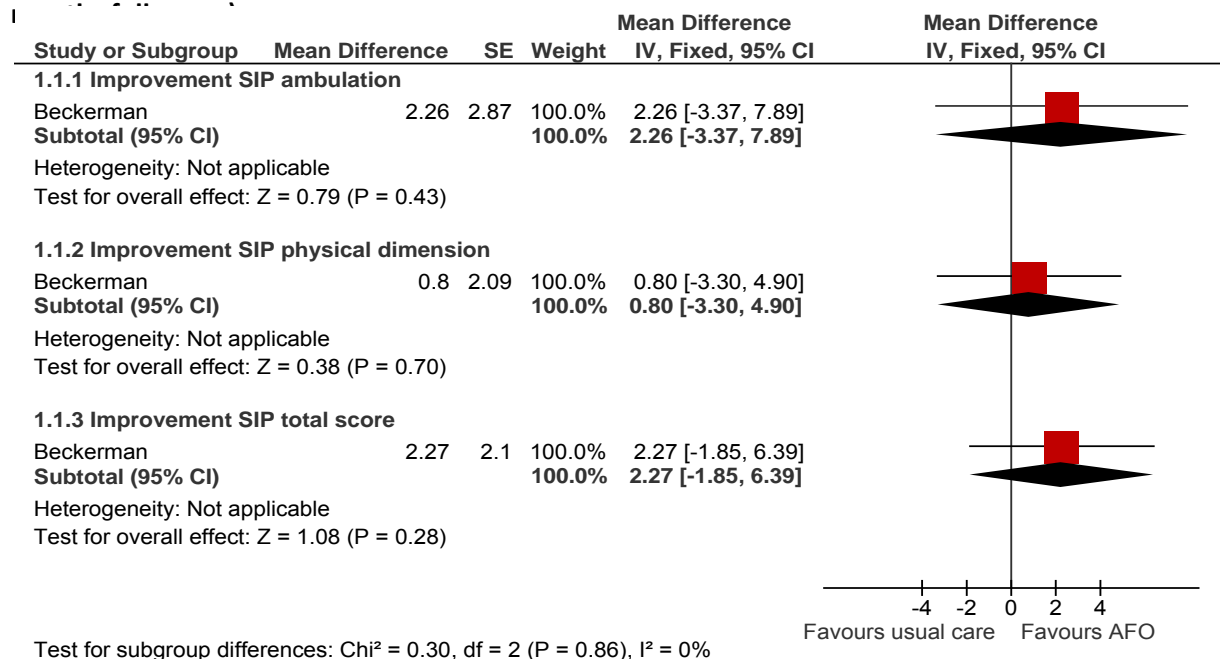 Mean Difference Mean Difference
Study or Subgroup Mean Difference SE Weight IV, Fixed, 95% CI IV, Fixed, 95% CI
1.1.1 Improvement SIP ambulation
Beckerman 2.26 2.87 100.0% 2.26 [-3.37, 7.89]
Subtotal (95% CI) 100.0% 2.26 [-3.37, 7.89]
Heterogeneity: Not applicable
Test for overall effect: Z = 0.79 (P = 0.43)
1.1.2 Improvement SIP physical dimension
Beckerman 0.8 2.09 100.0% 0.80 [-3.30, 4.90]
Subtotal (95% CI) 100.0% 0.80 [-3.30, 4.90]
Heterogeneity: Not applicable
Test for overall effect: Z = 0.38 (P = 0.70)
1.1.3 Improvement SIP total score
Beckerman 2.27 2.1 100.0% 2.27 [-1.85, 6.39]
Subtotal (95% CI) 100.0% 2.27 [-1.85, 6.39]
Heterogeneity: Not applicable
Test for overall effect: Z = 1.08 (P = 0.28)
-4 -2 0 2 4
Favours usual care Favours AFO
Test for subgroup differences: Chi² = 0.30, df = 2 (P = 0.86), I² = 0%